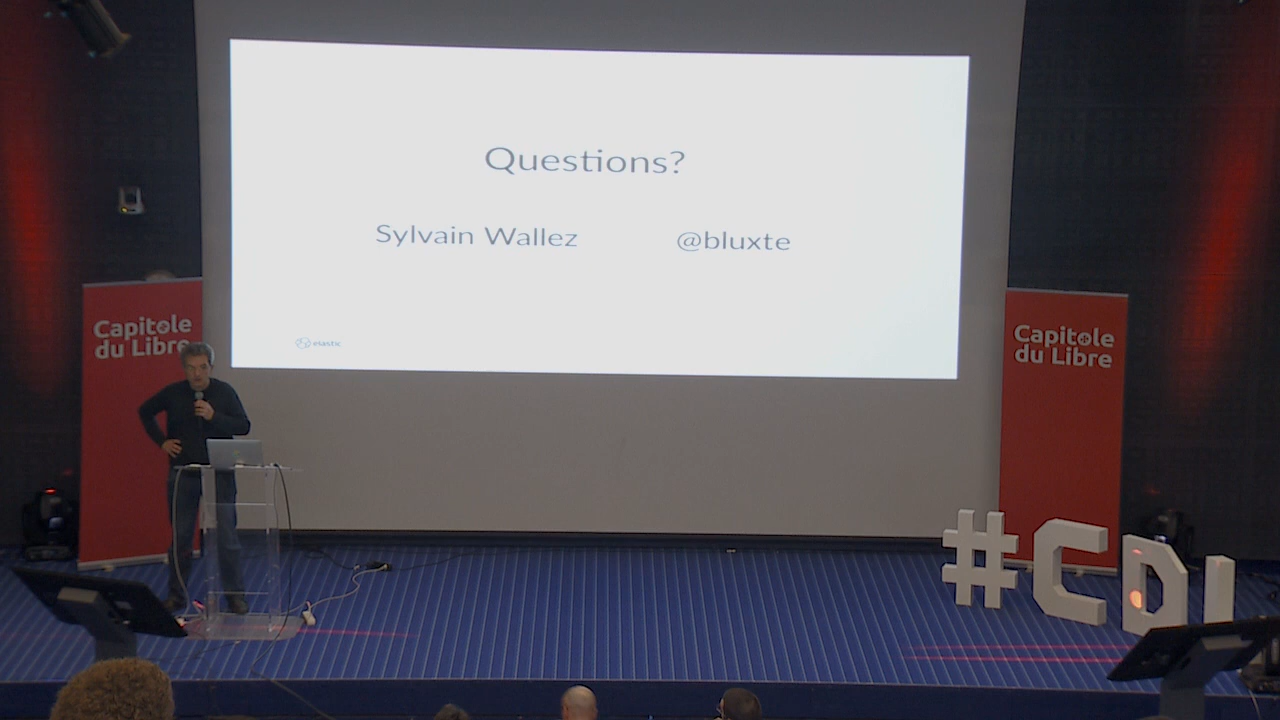 Questions?
Sylvain Wallez @bluxte
elastic
Capitole
du Libre
Capitole
du Libre
#CDL